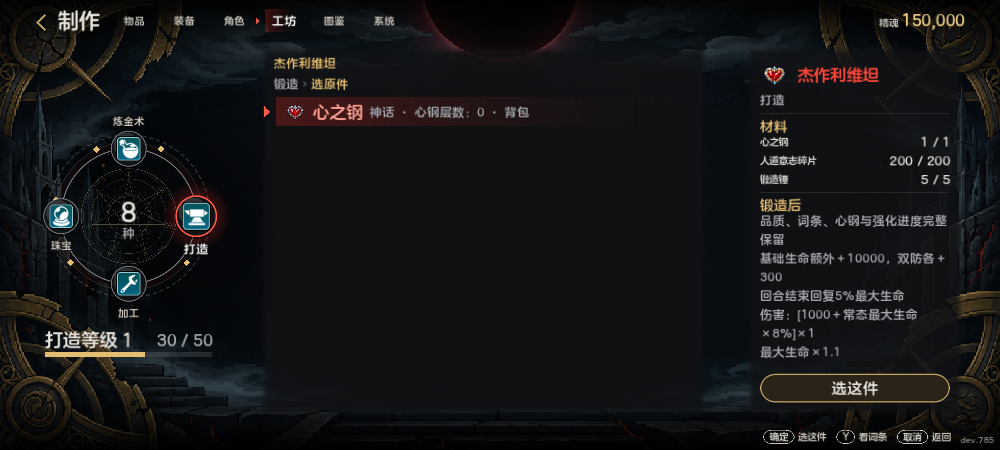 制作 物品 装备 角色 工坊 图鉴 系统 精魂 150,000
杰作利维坦
锻造 › 选原件
心之钢 神话 · 心钢层数: 0 · 背包
炼金术
8
种
珠宝
打造
加工
打造等级 1 30 / 50
杰作利维坦
打造
材料
心之钢 1 / 1
人道意志碎片 200 / 200
锻造锤 5 / 5
锻造后
品质、词条、心钢与强化进度完整
保留
基础生命额外+10000，双防各+
300
回合结束回复5%最大生命
伤害: [1000+常态最大生命
×8%]×1
最大生命×1.1
选这件
确定 选这件 Y 看词条 取消 返回 dev.785